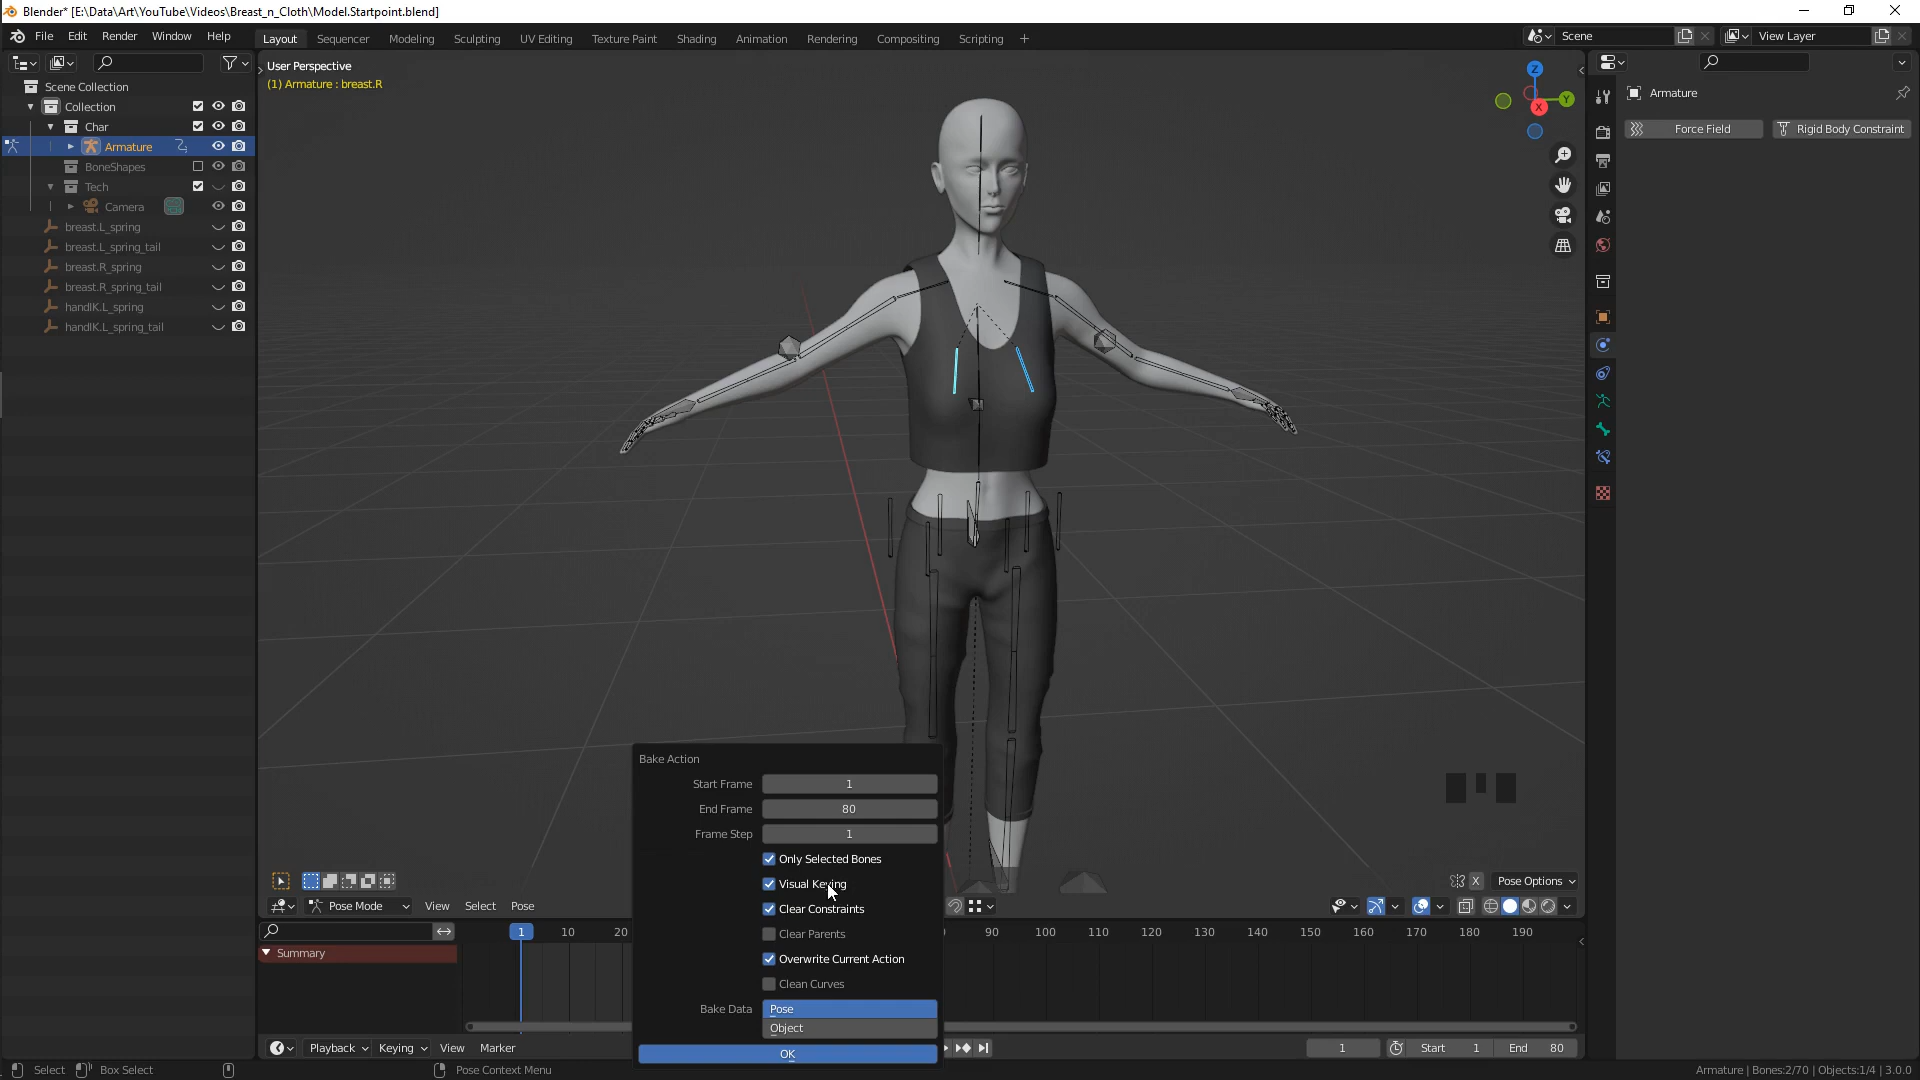 Blender* [E:\Data\Art\YouTube\Videos\Breast_n_Cloth\Model.Startpoint.blend]
File Edit Render Window Help Layout Sequencer Modeling Sculpting UV Editing Texture Paint Shading Animation Rendering Compositing Scripting + Scene View Layer
User Perspective
(1) Armature : breast.R
Scene Collection
Collection
Char
Armature
BoneShapes
Tech
Camera
breast.L_spring
breast.L_spring_tail
breast.R_spring
breast.R_spring_tail
handIK.L_spring
handIK.L_spring_tail
Z
Y
X
Armature
Force Field Rigid Body Constraint
Bake Action
Start Frame 1
End Frame 80
Frame Step 1
Only Selected Bones
Visual Keying
Clear Constraints
Clear Parents
Overwrite Current Action
Clean Curves
Bake Data Pose
Object
OK
X Pose Options
Pose Mode View Select Pose
1 10 20 90 100 110 120 130 140 150 160 170 180 190
Summary
Playback Keying View Marker 1 Start 1 End 80
Select Box Select Pose Context Menu Armature | Bones:2/70 | Objects:1/4 | 3.0.0